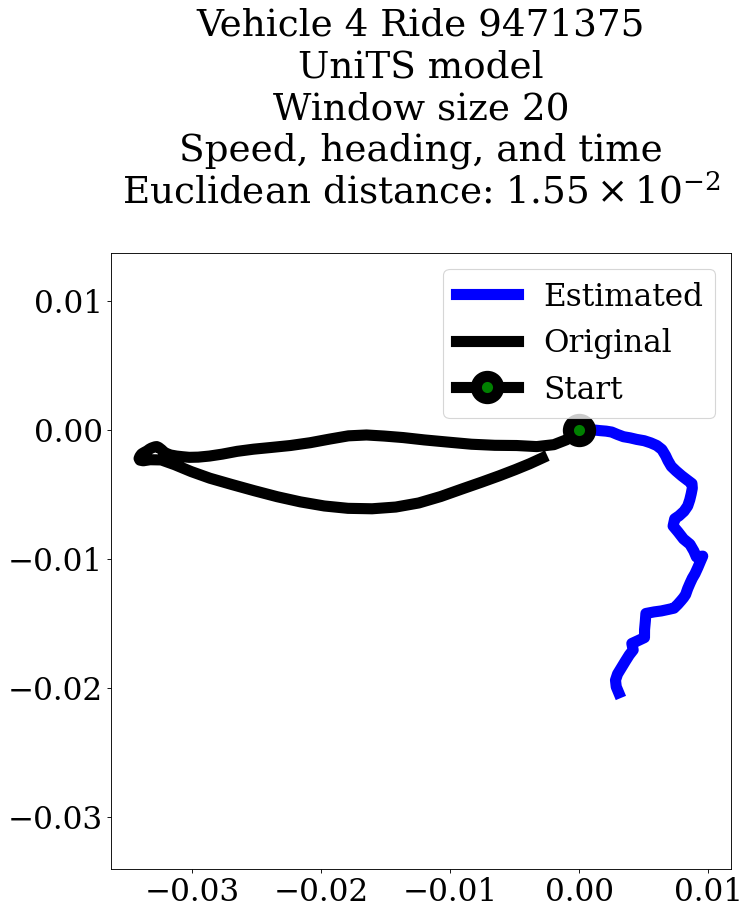 Vehicle 4 Ride 9471375
UniTS model
Window size 20
Speed, heading, and time
Euclidean distance: 1.55 × 10⁻²
Estimated
Original
Start
0.01
0.00
−0.01
−0.02
−0.03
−0.03
−0.02
−0.01
0.00
0.01